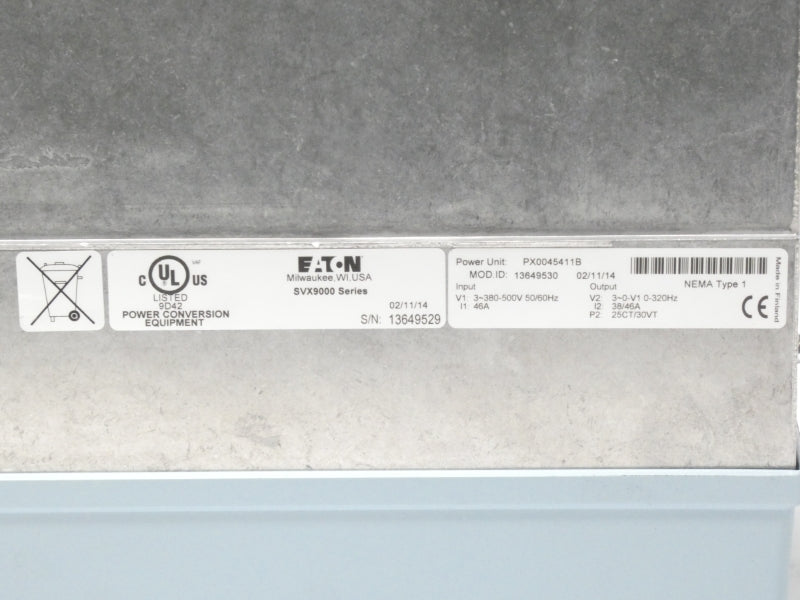 C UL US
LISTED
9D42
POWER CONVERSION
EQUIPMENT
EATON
Milwaukee,WI,USA
SVX9000 Series
02/11/14
S/N: 13649529
Power Unit: PX0045411B
MOD.ID: 13649530 02/11/14
Input
V1: 3~380-500V 50/60Hz
I1: 46A
Output
V2: 3~0-V1 0-320Hz
I2: 38/46A
P2: 25CT/30VT
NEMA Type 1
CE
Made in Finland